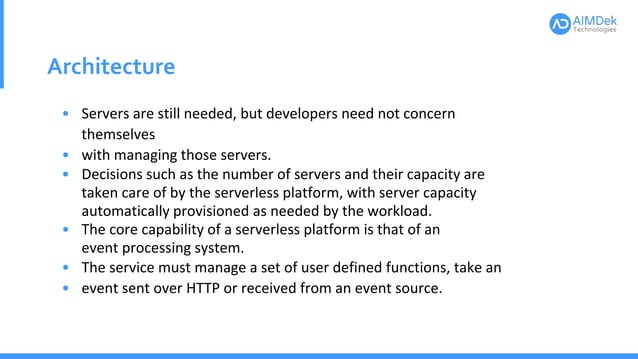 AIMDek
Technologies
Architecture
• Servers are still needed, but developers need not concern
themselves
• with managing those servers.
• Decisions such as the number of servers and their capacity are
taken care of by the serverless platform, with server capacity
automatically provisioned as needed by the workload.
• The core capability of a serverless platform is that of an
event processing system.
• The service must manage a set of user defined functions, take an
• event sent over HTTP or received from an event source.